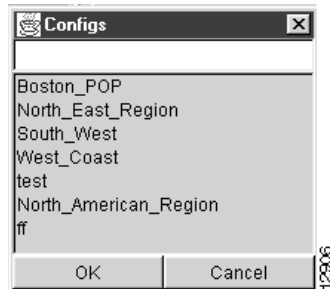 Configs
Boston_POP
North_East_Region
South_West
West_Coast
test
North_American_Region
ff
OK Cancel
12906